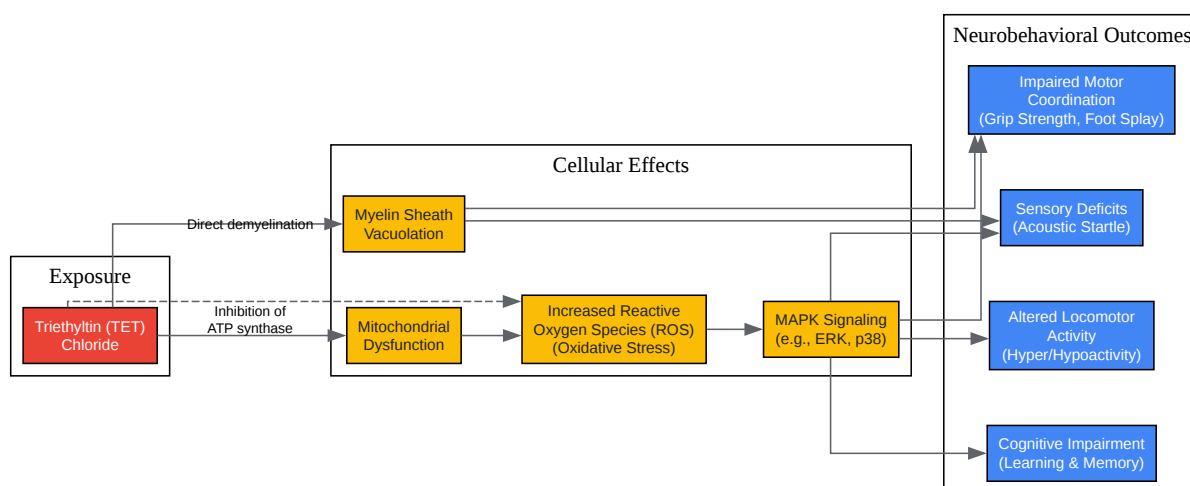 Neurobehavioral Outcomes
Impaired Motor
Coordination
(Grip Strength, Foot Splay)
Cellular Effects
Myelin Sheath
Vacuolation
Direct demyelination
Sensory Deficits
(Acoustic Startle)
Exposure
Triethyltin (TET)
Chloride
Inhibition of
ATP synthase
Mitochondrial
Dysfunction
Increased Reactive
Oxygen Species (ROS)
(Oxidative Stress)
MAPK Signaling
(e.g., ERK, p38)
Altered Locomotor
Activity
(Hyper/Hypoactivity)
Cognitive Impairment
(Learning & Memory)